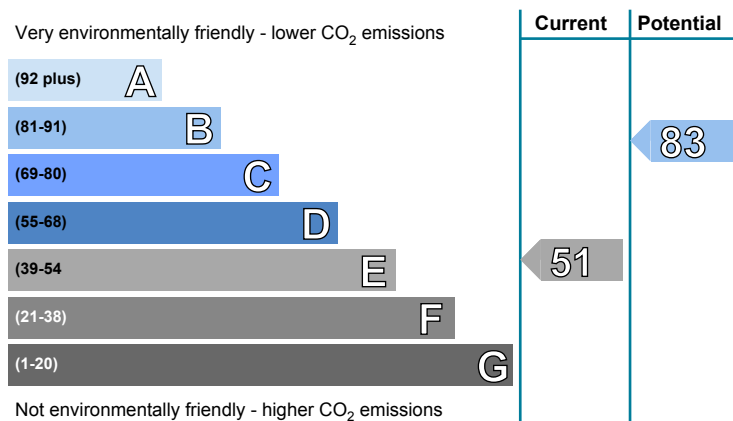 Current Potential
Very environmentally friendly - lower CO2 emissions
(92 plus) A
(81-91) B
83
(69-80) C
(55-68) D
(39-54 E
51
(21-38) F
(1-20) G
Not environmentally friendly - higher CO2 emissions